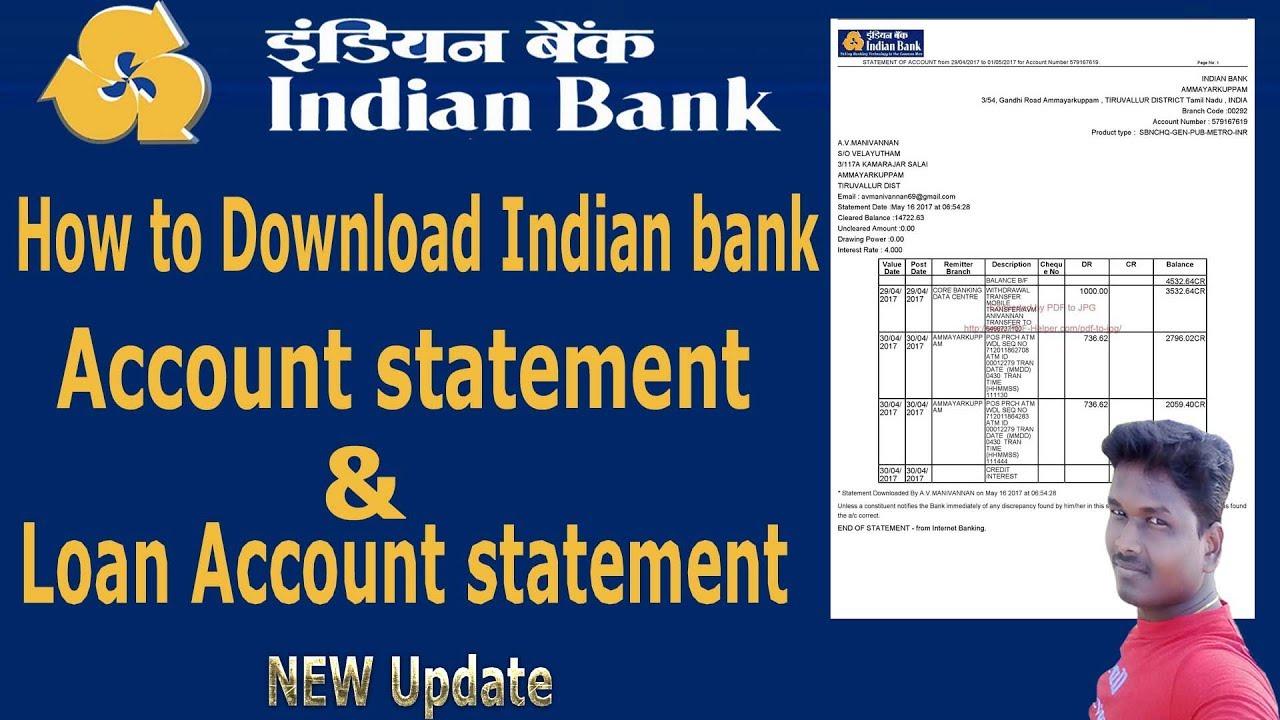 इंडियन बैंक
Indian Bank
How to Download Indian bank
Account statement
&
Loan Account statement
NEW Update
इंडियन बैंक
Indian Bank
Taking Banking Technology to the Common Man
STATEMENT OF ACCOUNT from 29/04/2017 to 01/05/2017 for Account Number 579167619.
Page No: 1
INDIAN BANK
AMMAYARKUPPAM
3/54, Gandhi Road Ammayarkuppam , TIRUVALLUR DISTRICT Tamil Nadu , INDIA
Branch Code :00292
Account Number : 579167619
Product type : SBNCHQ-GEN-PUB-METRO-INR
A.V.MANIVANNAN
S/O VELAYUTHAM
3/117A KAMARAJAR SALAI
AMMAYARKUPPAM
TIRUVALLUR DIST
Email : avmanivannan69@gmail.com
Statement Date :May 16 2017 at 06:54:28
Cleared Balance :14722.63
Uncleared Amount :0.00
Drawing Power :0.00
Interest Rate : 4.000
Value Date Post Date Remitter Branch Description Cheque No DR CR Balance
BALANCE B/F 4532.64CR
29/04/2017 29/04/2017 CORE BANKING DATA CENTRE WITHDRAWAL TRANSFER MOBILE TRANSFER/AVM ANIVANNAN TRANSFER TO 1000.00 3532.64CR
by PDF to JPG
30/04/2017 30/04/2017 AMMAYARKUPPAM POS PRCH ATM WDL SEQ NO 712011862708 ATM ID 00012279 TRAN DATE (MMDD) 0430 TRAN TIME (HHMMSS) 111130 736.62 2796.02CR
30/04/2017 30/04/2017 AMMAYARKUPPAM POS PRCH ATM WDL SEQ NO 712011864283 ATM ID 00012279 TRAN DATE (MMDD) 0430 TRAN TIME (HHMMSS) 111444 736.62 2059.40CR
30/04/2017 30/04/2017 CREDIT INTEREST
* Statement Downloaded By A.V.MANIVANNAN on May 16 2017 at 06:54:28
Unless a constituent notifies the Bank immediately of any discrepancy found by him/her in this s
as found
the a/c correct.
END OF STATEMENT - from Internet Banking.